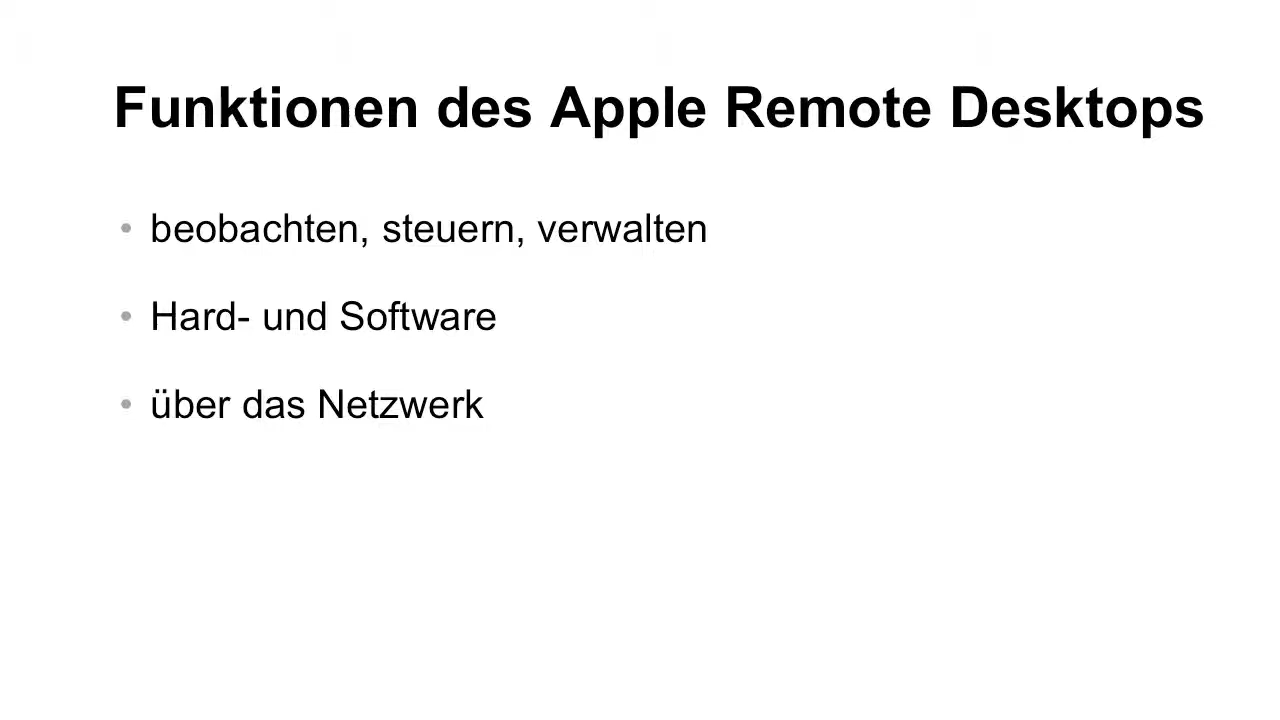 Funktionen des Apple Remote Desktops
• beobachten, steuern, verwalten
• Hard- und Software
• über das Netzwerk